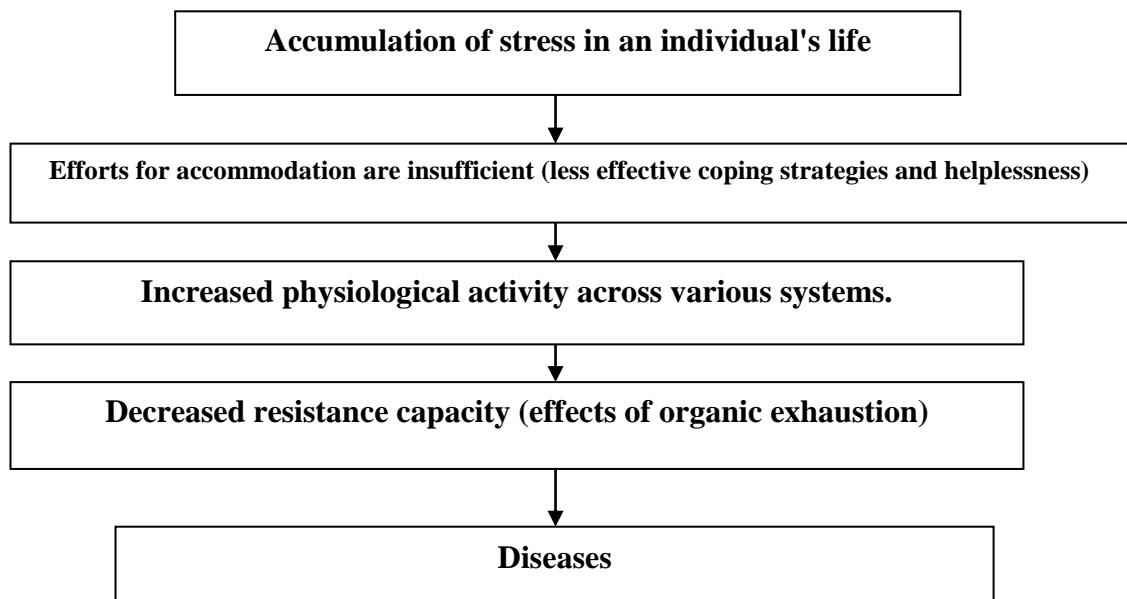 Accumulation of stress in an individual's life
Efforts for accommodation are insufficient (less effective coping strategies and helplessness)
Increased physiological activity across various systems.
Decreased resistance capacity (effects of organic exhaustion)
Diseases